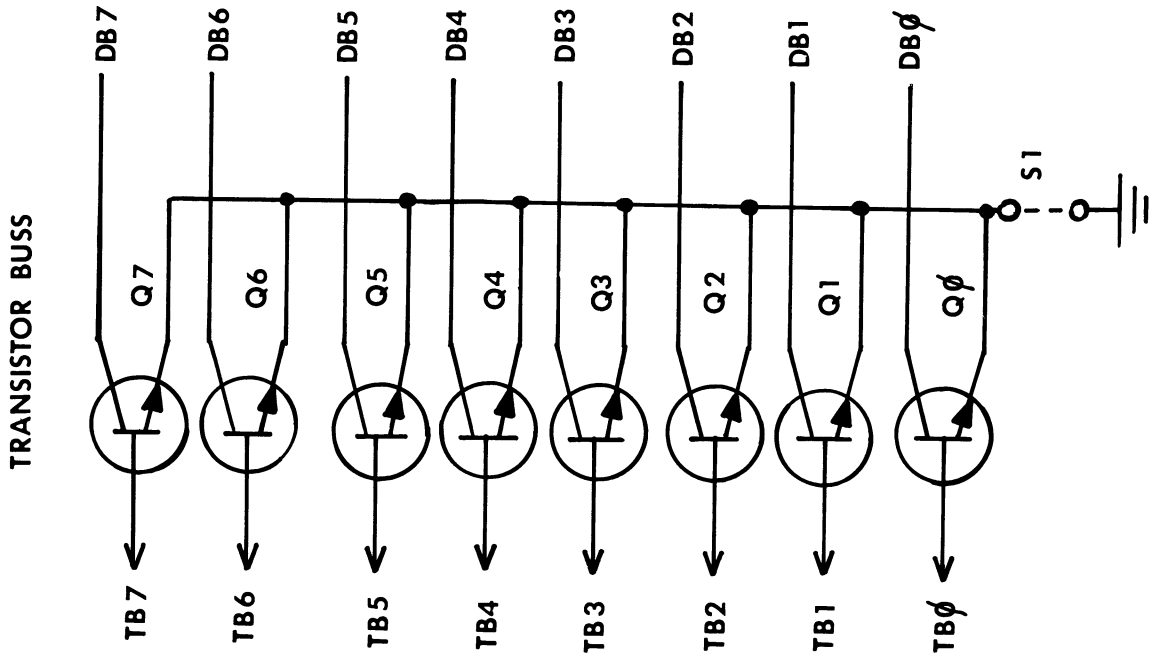 TRANSISTOR BUSS
DB7
DB6
DB5
DB4
DB3
DB2
DB1
DBØ
S1
Q7
Q6
Q5
Q4
Q3
Q2
Q1
QØ
TB7
TB6
TB5
TB4
TB3
TB2
TB1
TBØ